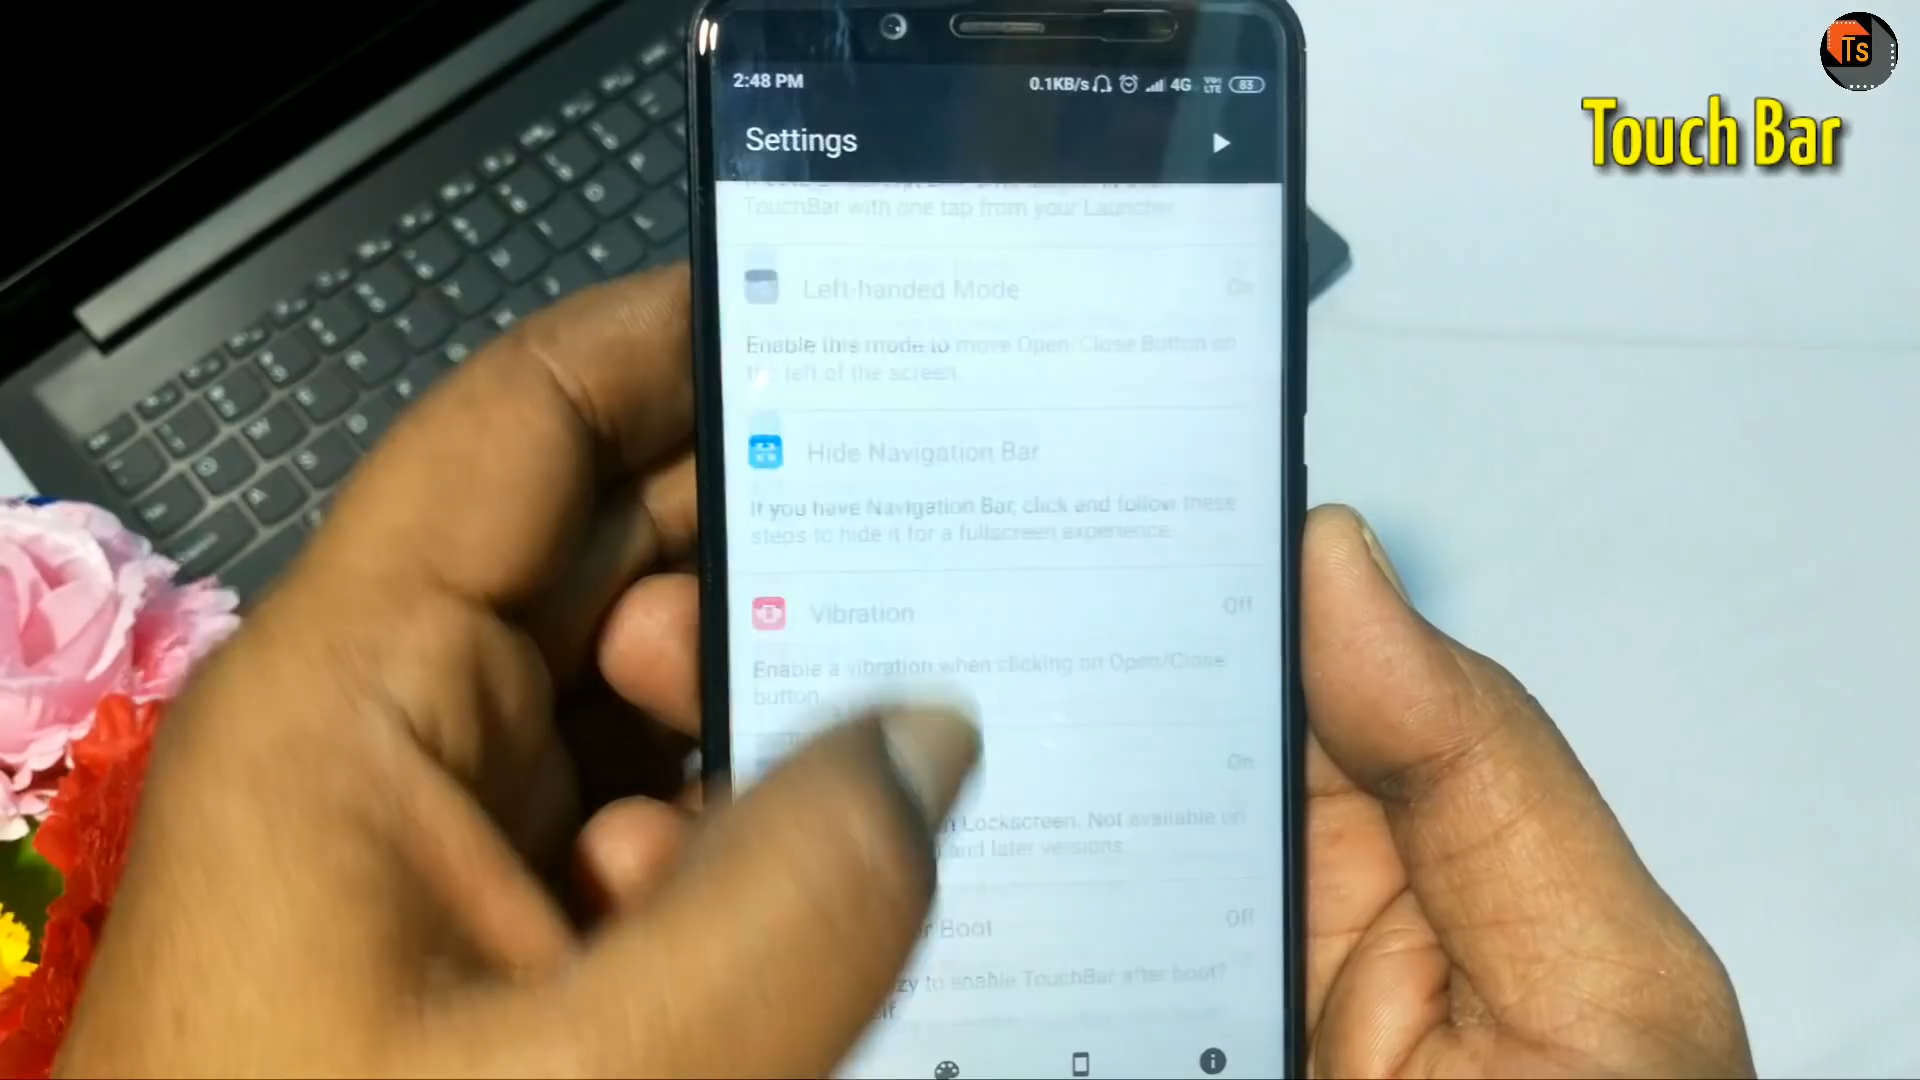 Ts
Touch Bar
2:48 PM
0.1KB/s 4G Vo LTE 83
Settings
TouchBar with one tap from your Launcher
Left-handed Mode On
Enable this mode to move Open/Close Button on
the left of the screen.
Hide Navigation Bar
If you have Navigation Bar, click and follow these
steps to hide it for a fullscreen experience.
Vibration Off
Enable a vibration when clicking on Open/Close
button.
On
Lockscreen. Not available on
and later versions
Boot Off
to enable TouchBar after boot?